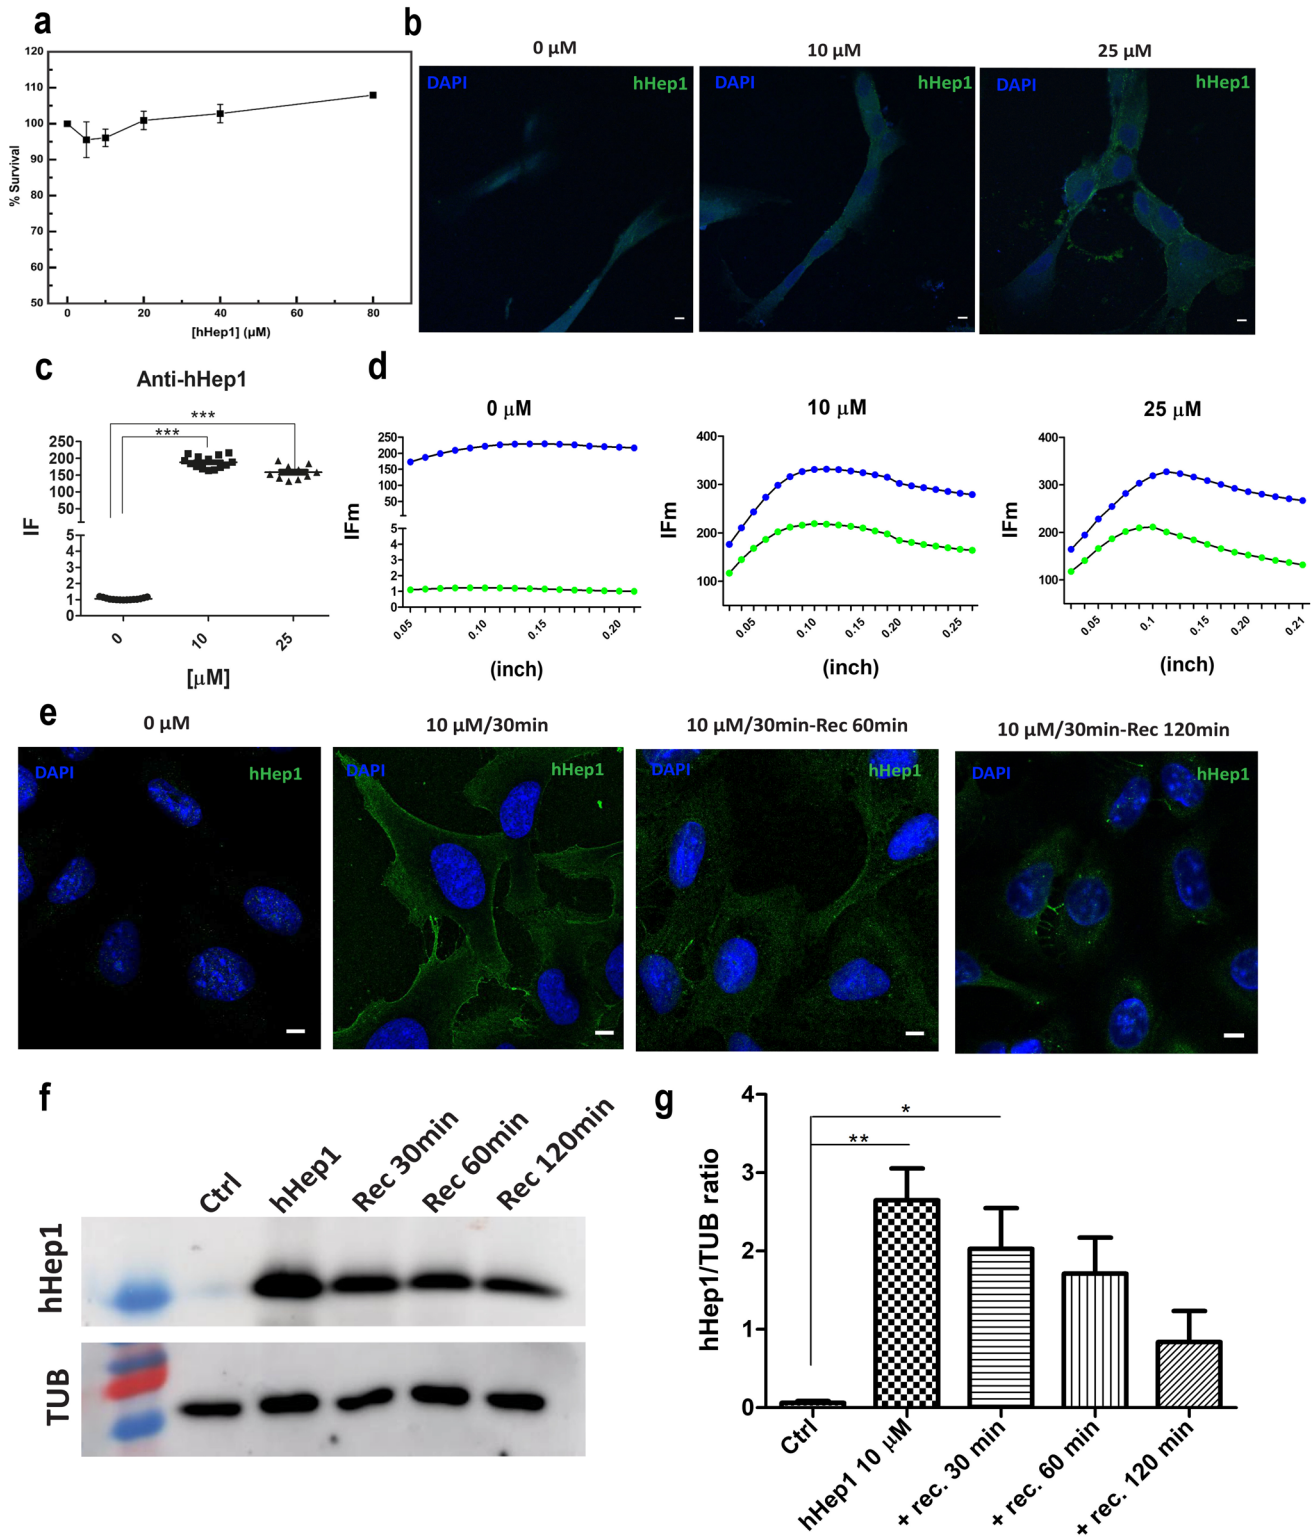 a
120
110
100
90
80
70
60
50
% Survival
0 20 40 60 80
[hHep1] (µM)
b
0 µM 10 µM 25 µM
DAPI hHep1 DAPI hHep1 DAPI hHep1
c
Anti-hHep1
***
***
250
200
150
100
50
5
4
3
2
1
0
IF
0 10 25
[µM]
d
0 µM
250
200
150
100
50
5
4
3
2
1
0
IFm
0.05 0.10 0.15 0.20
(inch)
10 µM
400
300
200
100
IFm
0.05 0.10 0.15 0.20 0.25
(inch)
25 µM
400
300
200
100
IFm
0.05 0.1 0.15 0.20 0.21
(inch)
e
0 µM 10 µM/30min 10 µM/30min-Rec 60min 10 µM/30min-Rec 120min
DAPI hHep1 DAPI hHep1 DAPI hHep1 DAPI hHep1
f
Ctrl hHep1 Rec 30min Rec 60min Rec 120min
hHep1
TUB
g
4
3
2
1
0
hHep1/TUB ratio
*
**
Ctrl hHep1 10 µM + rec. 30 min + rec. 60 min + rec. 120 min